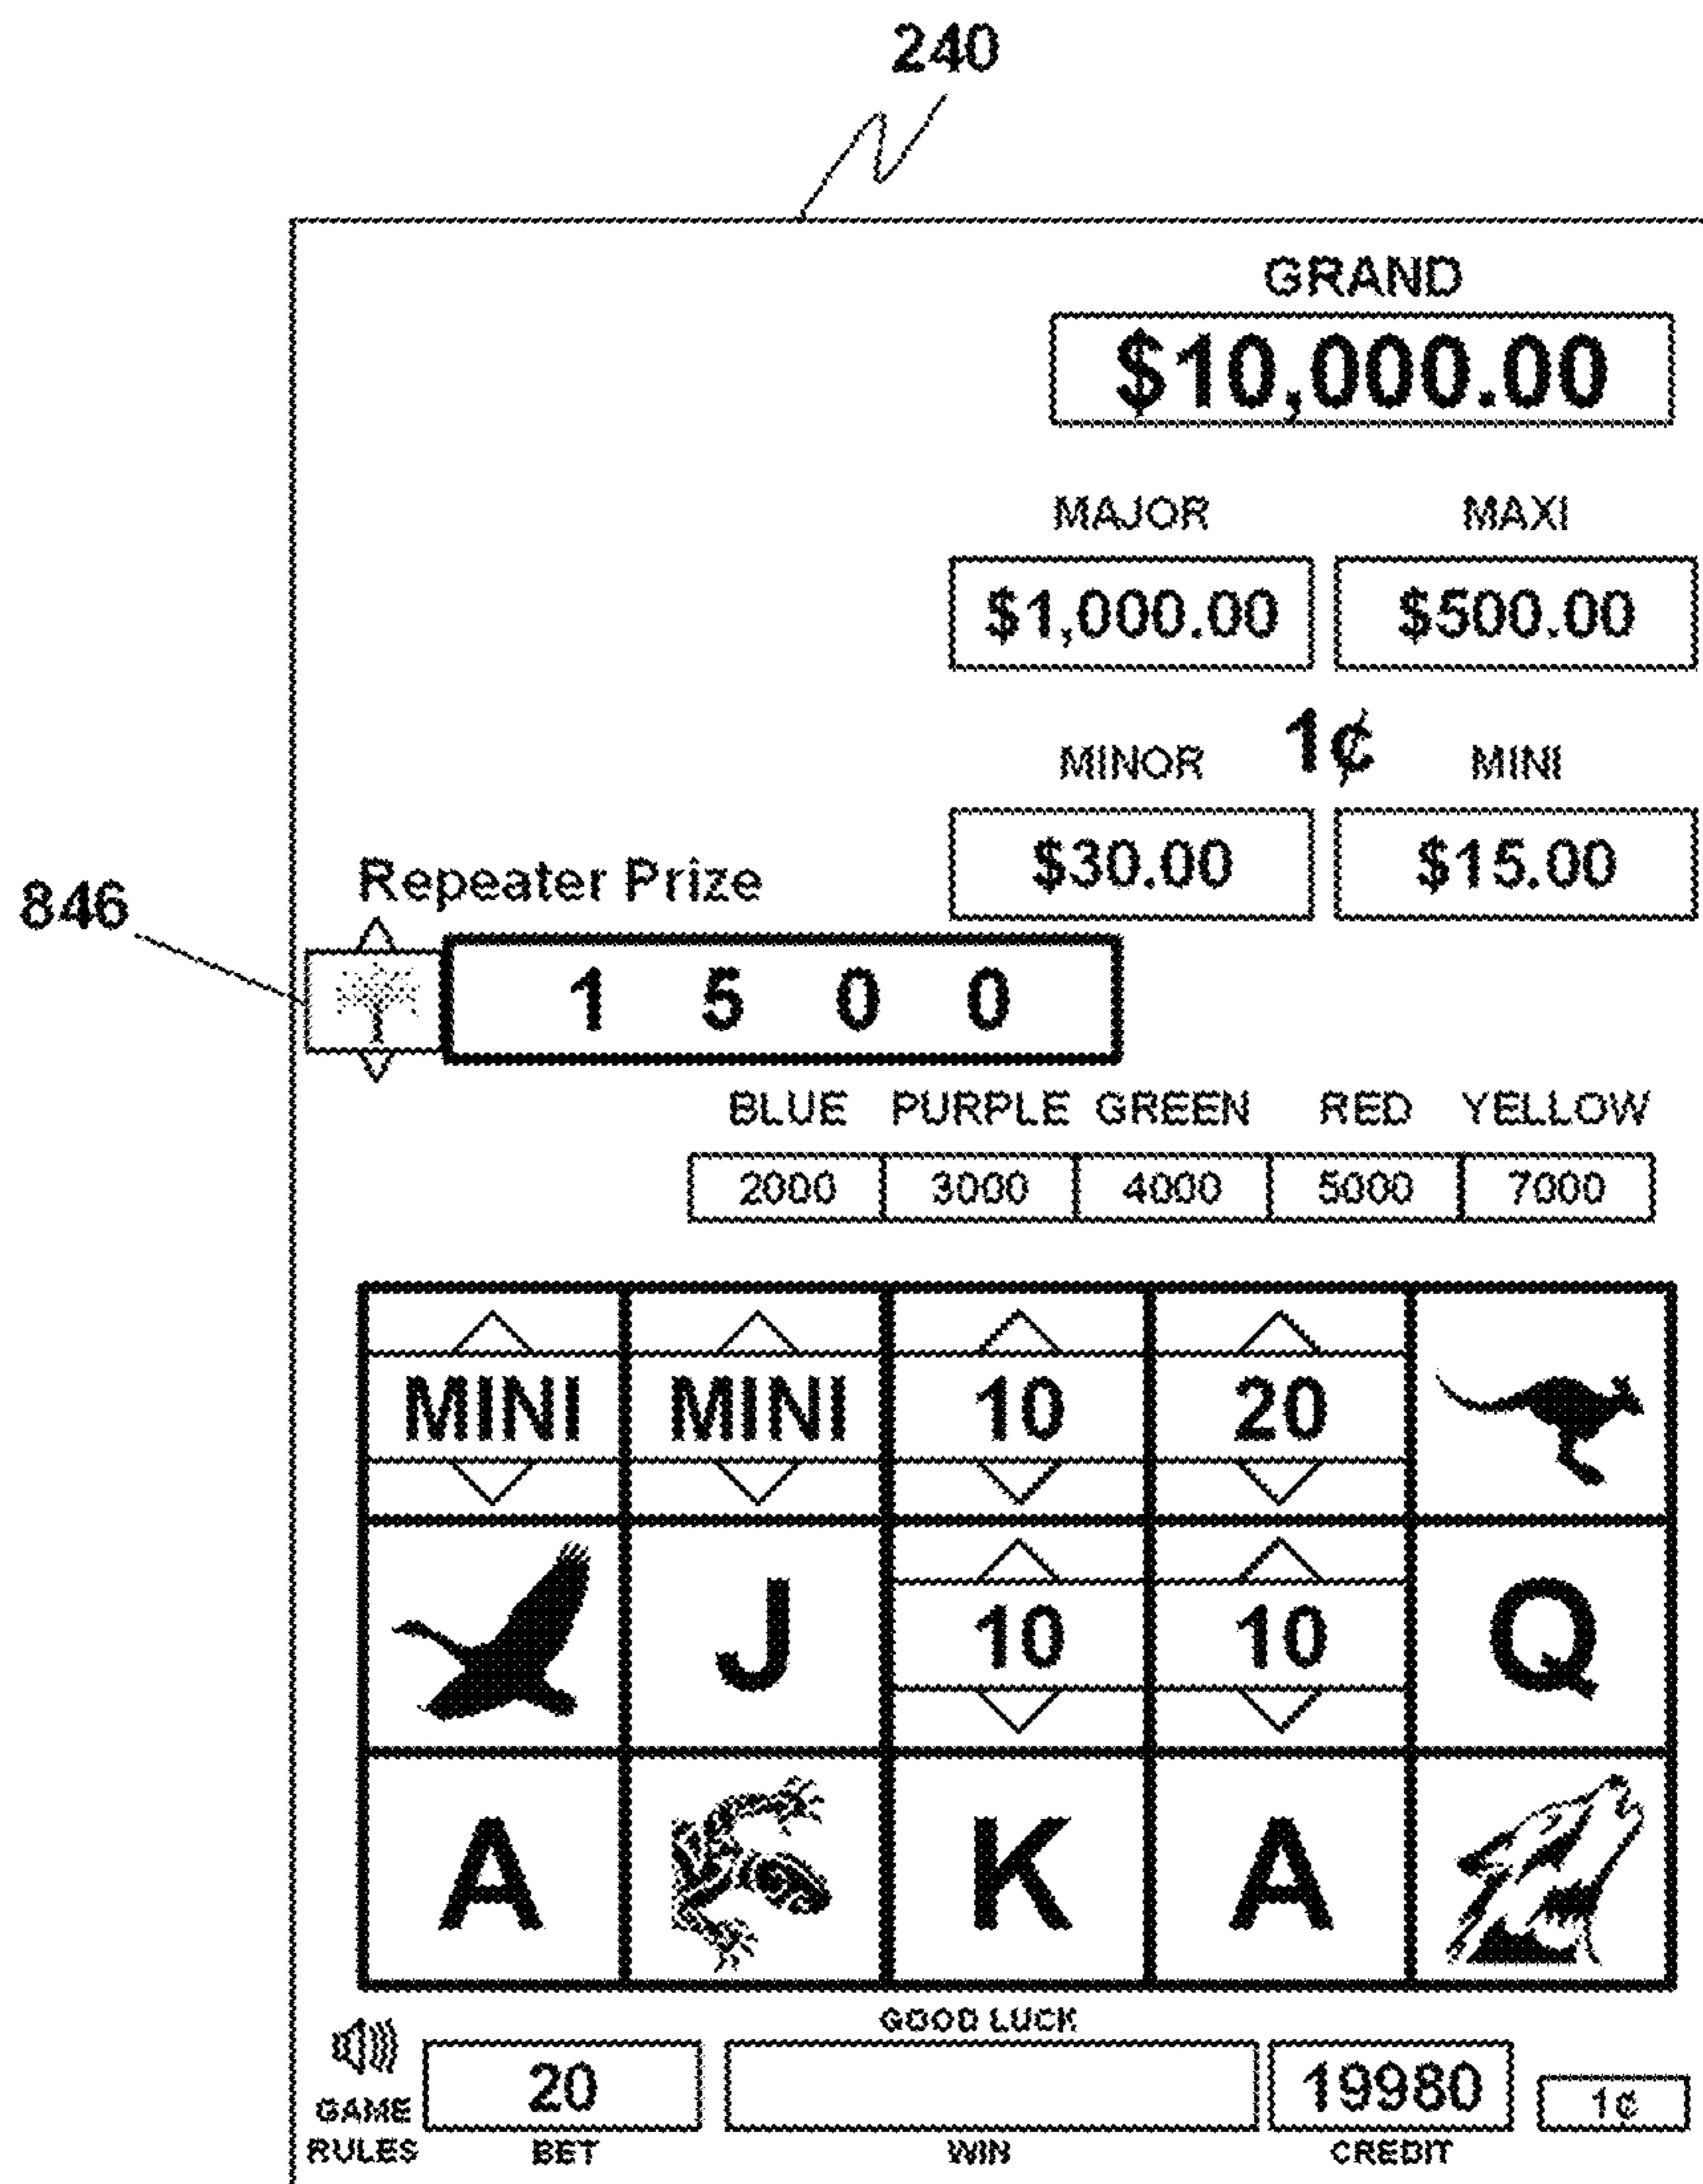 240
GRAND
$10,000.00
MAJOR MAXI
$1,000.00 $500.00
1¢
MINOR MINI
$30.00 $15.00
Repeater Prize
846
1 5 0 0
BLUE PURPLE GREEN RED YELLOW
2000 3000 4000 5000 7000
MINI MINI 10 20
J 10 10 Q
A K A
GOOD LUCK
20 19980 1¢
GAME RULES BET WIN CREDIT